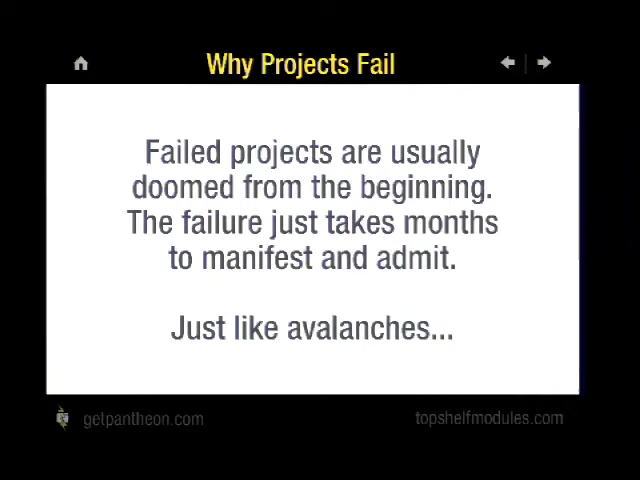 Why Projects Fail
Failed projects are usually
doomed from the beginning.
The failure just takes months
to manifest and admit.
Just like avalanches...
getpantheon.com
topshelfmodules.com